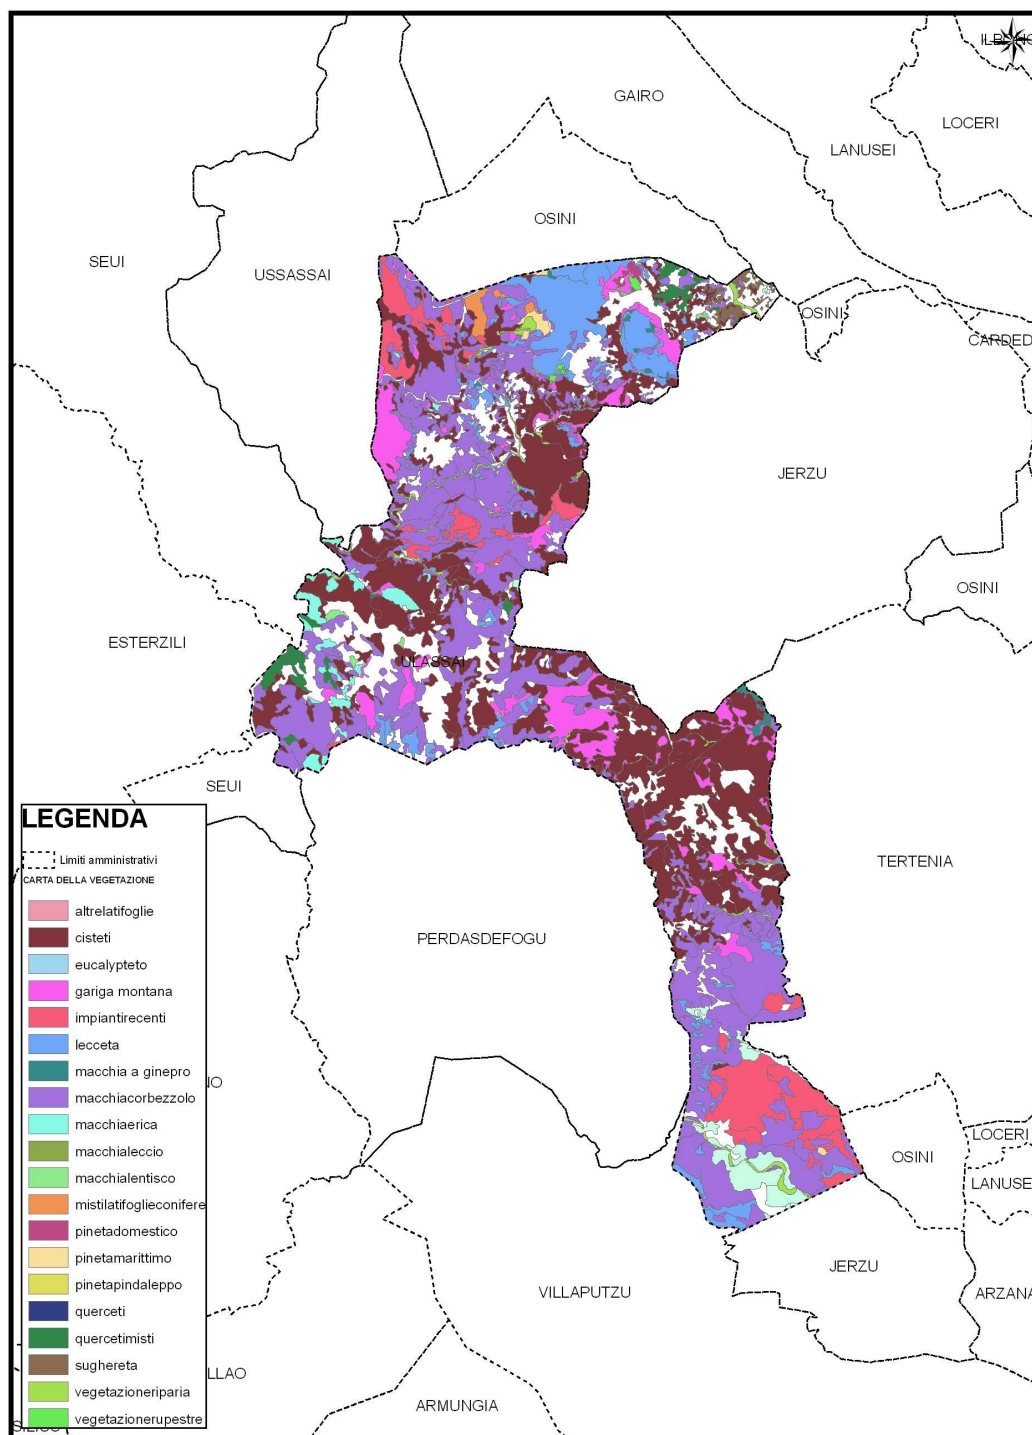 GAIRO
LOCERI
LANUSEI
OSINI
SEUI
USSASSAI
OSINI
JERZU
OSINI
ESTERZILI
ULASSAI
SEUI
TERTENIA
PERDASDEFOGU
LEGENDA
Limiti amministrativi
CARTA DELLA VEGETAZIONE
altrelatifoglie
cisteti
eucalypteto
gariga montana
impiantirecenti
lecceta
macchia a ginepro
macchiacorbezzolo
macchiaerica
macchialeccio
macchialentisco
mistilatifoglieconifere
pinetadomestico
pinetamarittimo
pinetapindaleppo
querceti
quercetimisti
sughereta
vegetazioneriparia
vegetazionerupestre
LOCERI
OSINI
LANUSE
JERZU
VILLAPUTZU
ARZANA
LLAO
ARMUNGIA
CARDED
NO